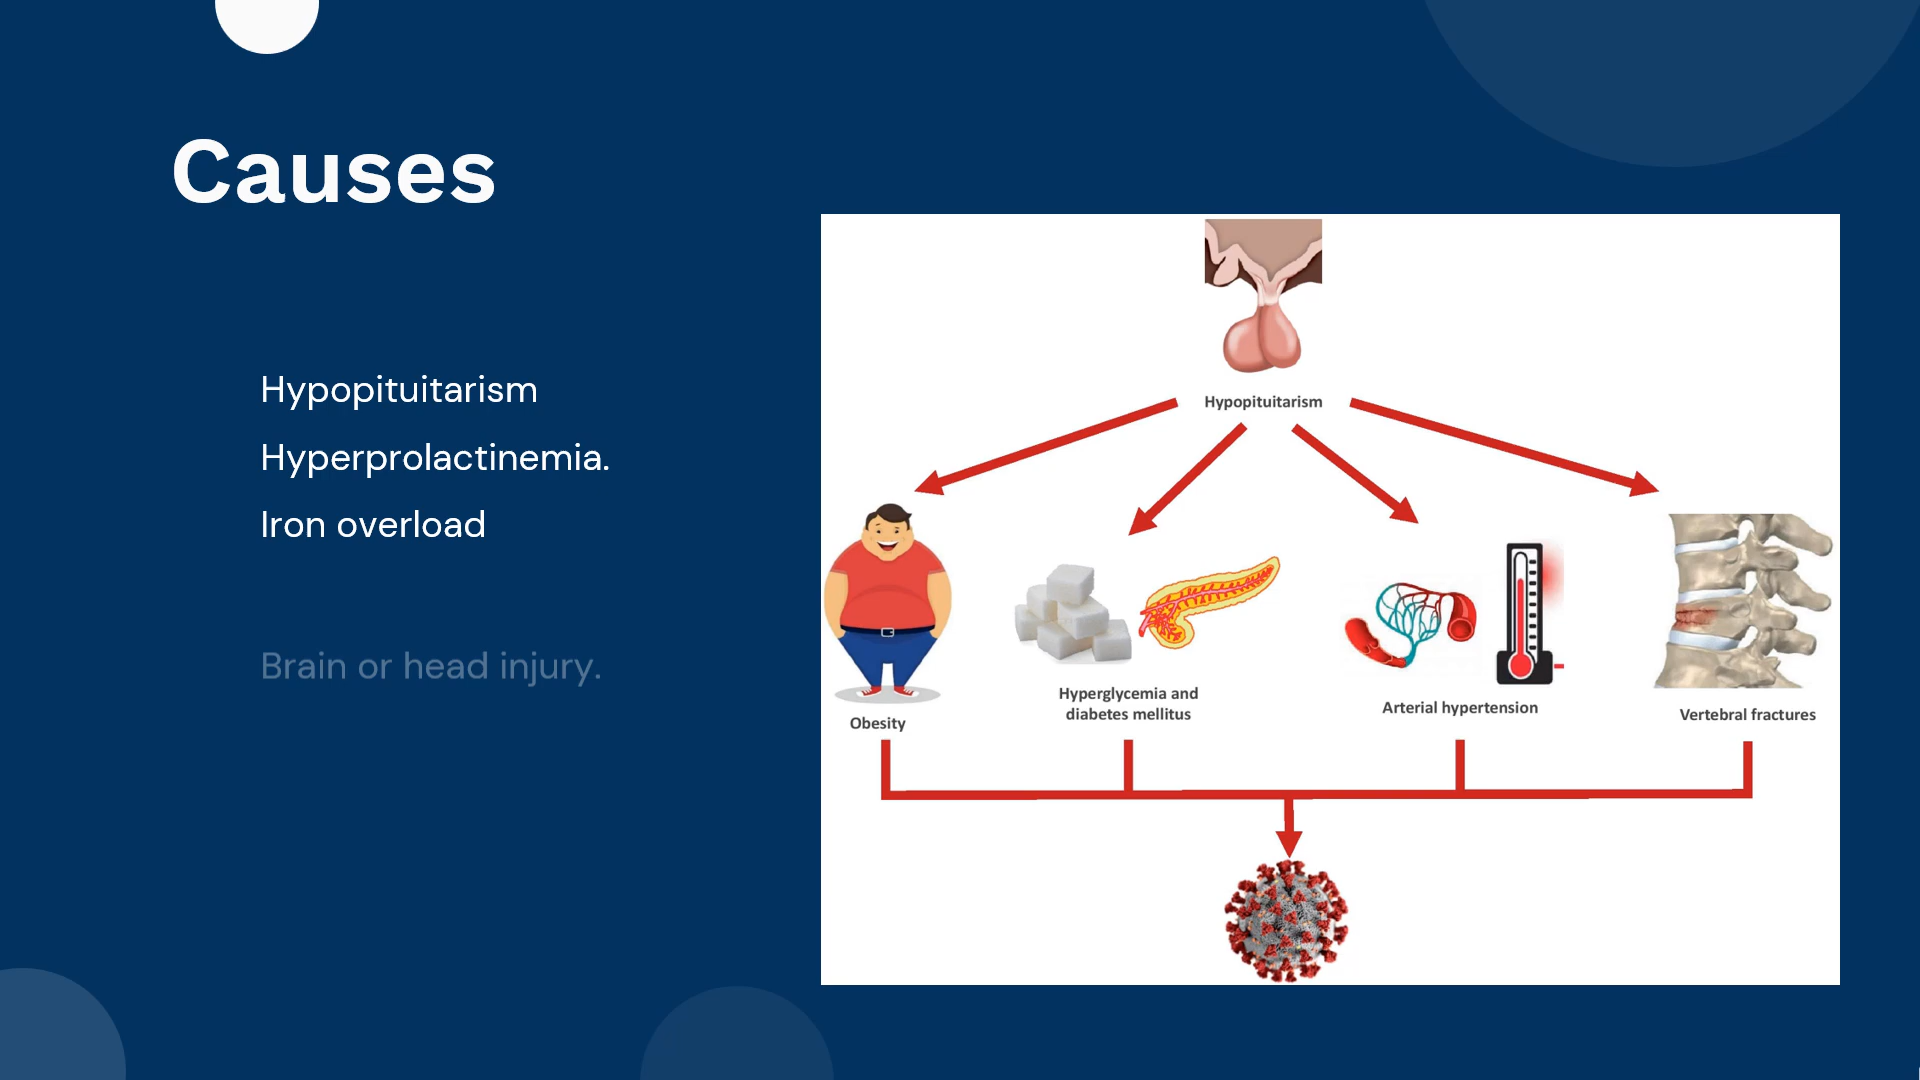 Causes
Hypopituitarism
Hyperprolactinemia.
Iron overload
Brain or head injury.
Hypopituitarism
Obesity
Hyperglycemia and
diabetes mellitus
Arterial hypertension
Vertebral fractures